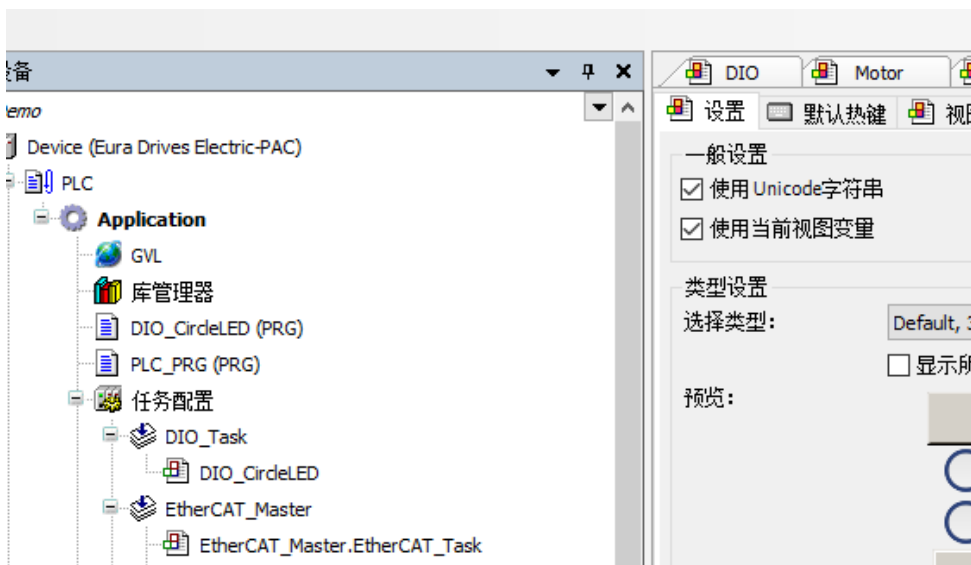 备
DIO
Motor
emo
设置
默认热键
Device (Eura Drives Electric-PAC)
一般设置
PLC
使用Unicode字符串
Application
使用当前视图变量
GVL
库管理器
类型设置
DIO_CircleLED (PRG)
选择类型:
Default,
PLC_PRG (PRG)
显示
任务配置
预览:
DIO_Task
DIO_CircleLED
EtherCAT_Master
EtherCAT_Master.EtherCAT_Task